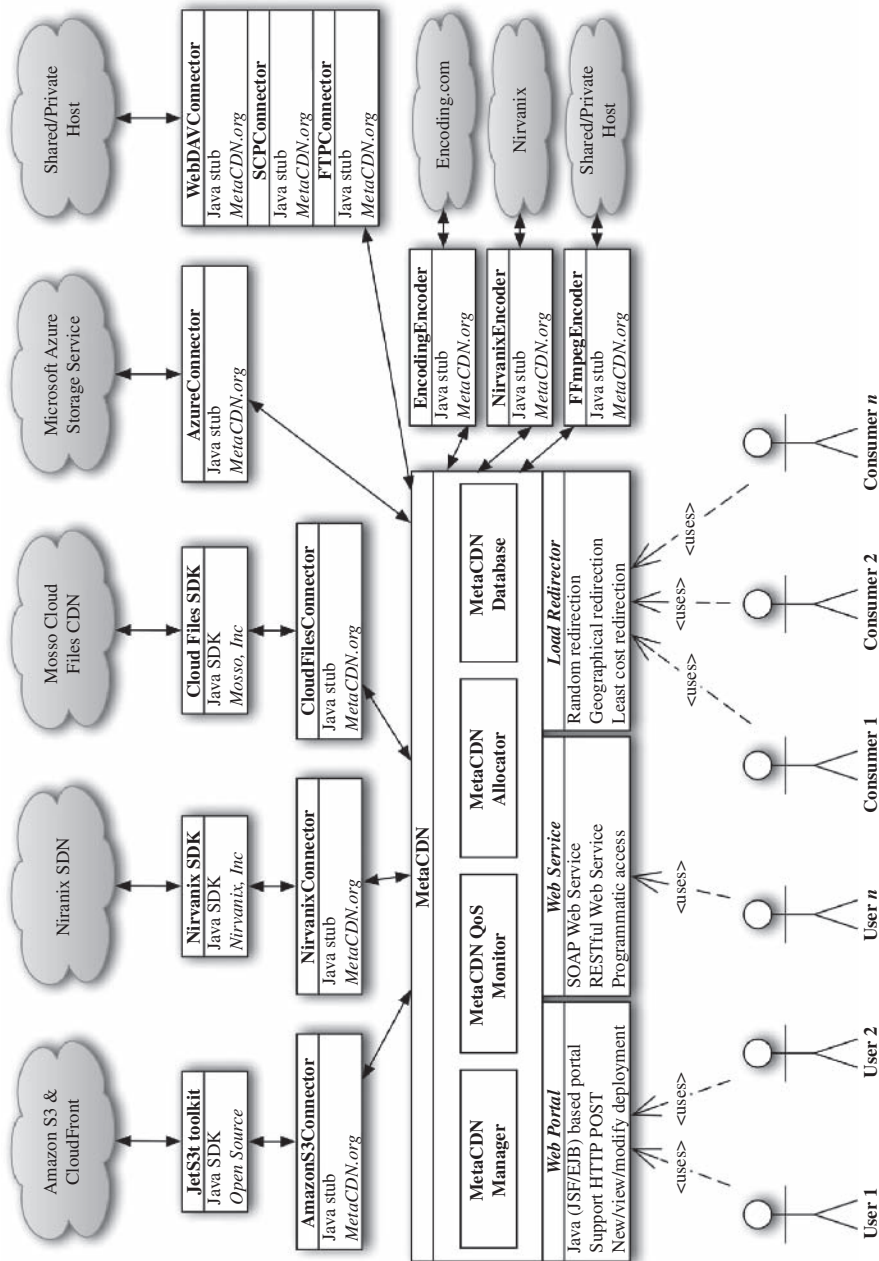 Amazon S3 &
CloudFront
Niranix SDN
Mosso Cloud
Files CDN
Microsoft Azure
Storage Service
Shared/Private
Host
JetS3t toolkit
Java SDK
Open Source
Nirvanix SDK
Java SDK
Nirvanix, Inc
Cloud Files SDK
Java SDK
Mosso, Inc
AzureConnector
Java stub
MetaCDN.org
WebDAVConnector
Java stub
MetaCDN.org
SCPConnector
Java stub
MetaCDN.org
FTPConnector
Java stub
MetaCDN.org
AmazonS3Connector
Java stub
MetaCDN.org
NirvanixConnector
Java stub
MetaCDN.org
CloudFilesConnector
Java stub
MetaCDN.org
MetaCDN
MetaCDN
Manager
MetaCDN QoS
Monitor
MetaCDN
Allocator
MetaCDN
Database
EncodingEncoder
Java stub
MetaCDN.org
Encoding.com
NirvanixEncoder
Java stub
MetaCDN.org
Nirvanix
FFmpegEncoder
Java stub
MetaCDN.org
Shared/Private
Host
Web Portal
Java (JSF/EJB) based portal
Support HTTP POST
New/view/modify deployment
Web Service
SOAP Web Service
RESTful Web Service
Programmatic access
Load Redirector
Random redirection
Geographical redirection
Least cost redirection
<uses>
<uses>
<uses>
<uses>
<uses>
<uses>
User 1
User 2
User n
Consumer 1
Consumer 2
Consumer n